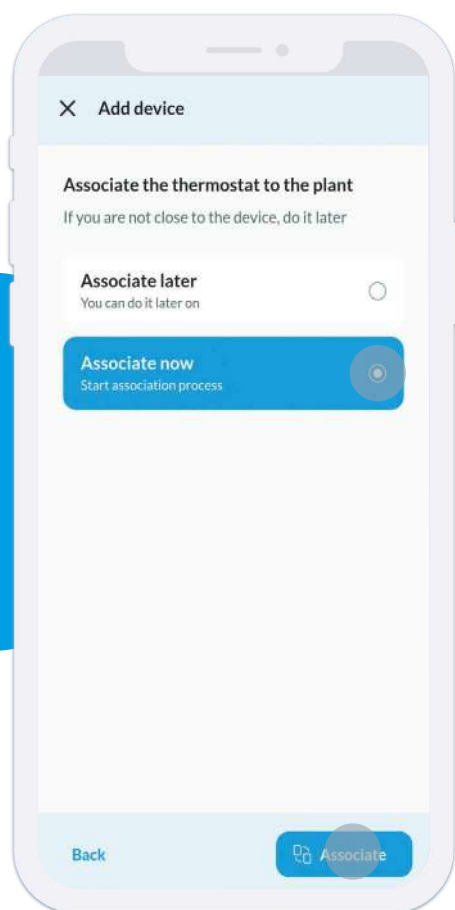 Add device
Associate the thermostat to the plant
If you are not close to the device, do it later
Associate later
You can do it later on
Associate now
Start association process
Back
Associate